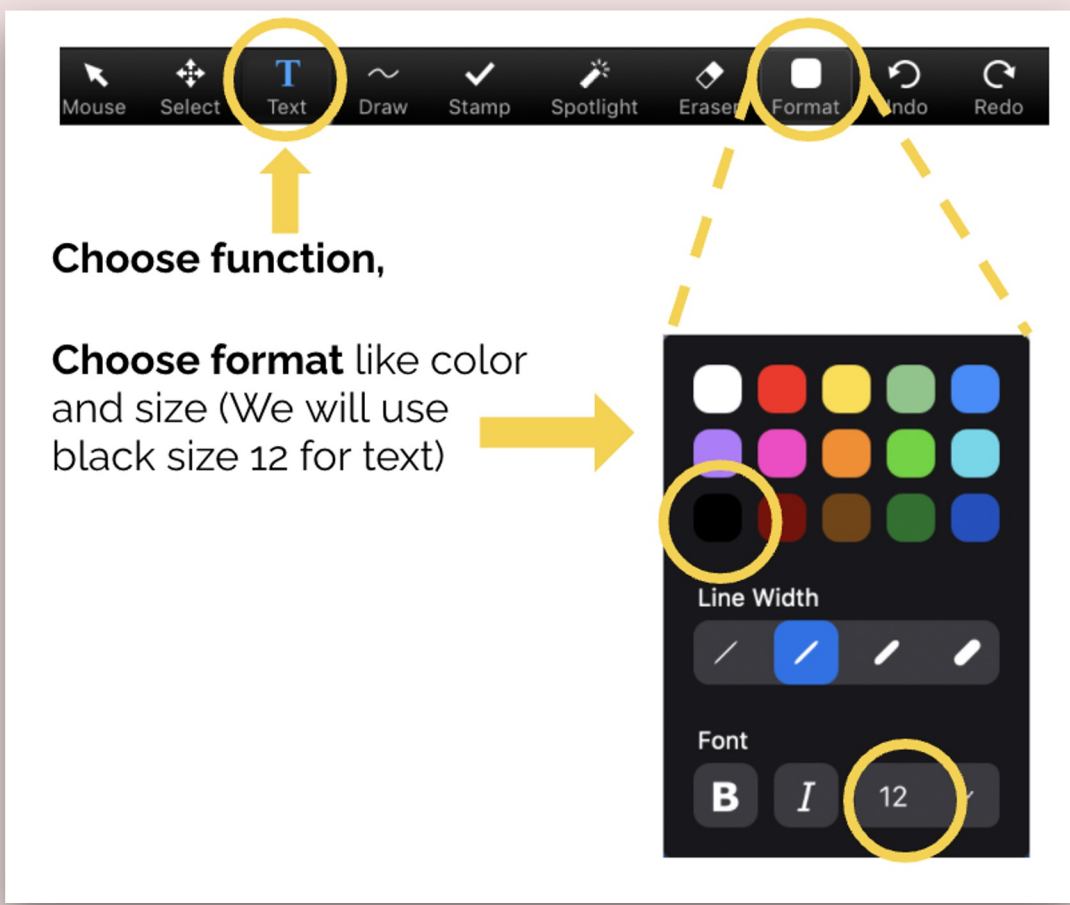 Mouse Select Text Draw Stamp Spotlight Eraser Format Undo Redo
Choose function,
Choose format like color
and size (We will use
black size 12 for text)
Line Width
Font
B I 12